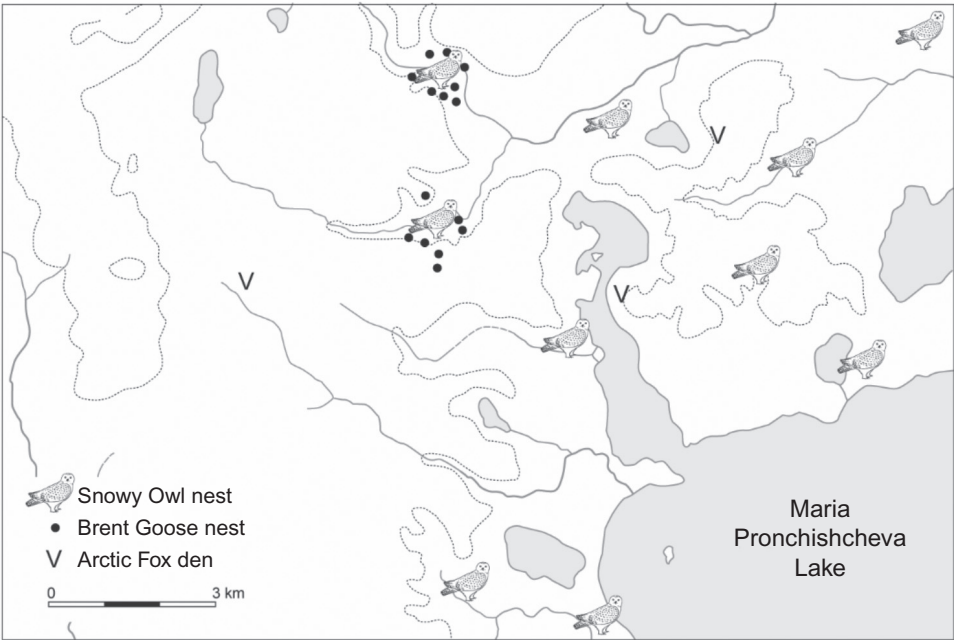 V
V
V
Snowy Owl nest
Brent Goose nest
V Arctic Fox den
0 3 km
Maria
Pronchishcheva
Lake